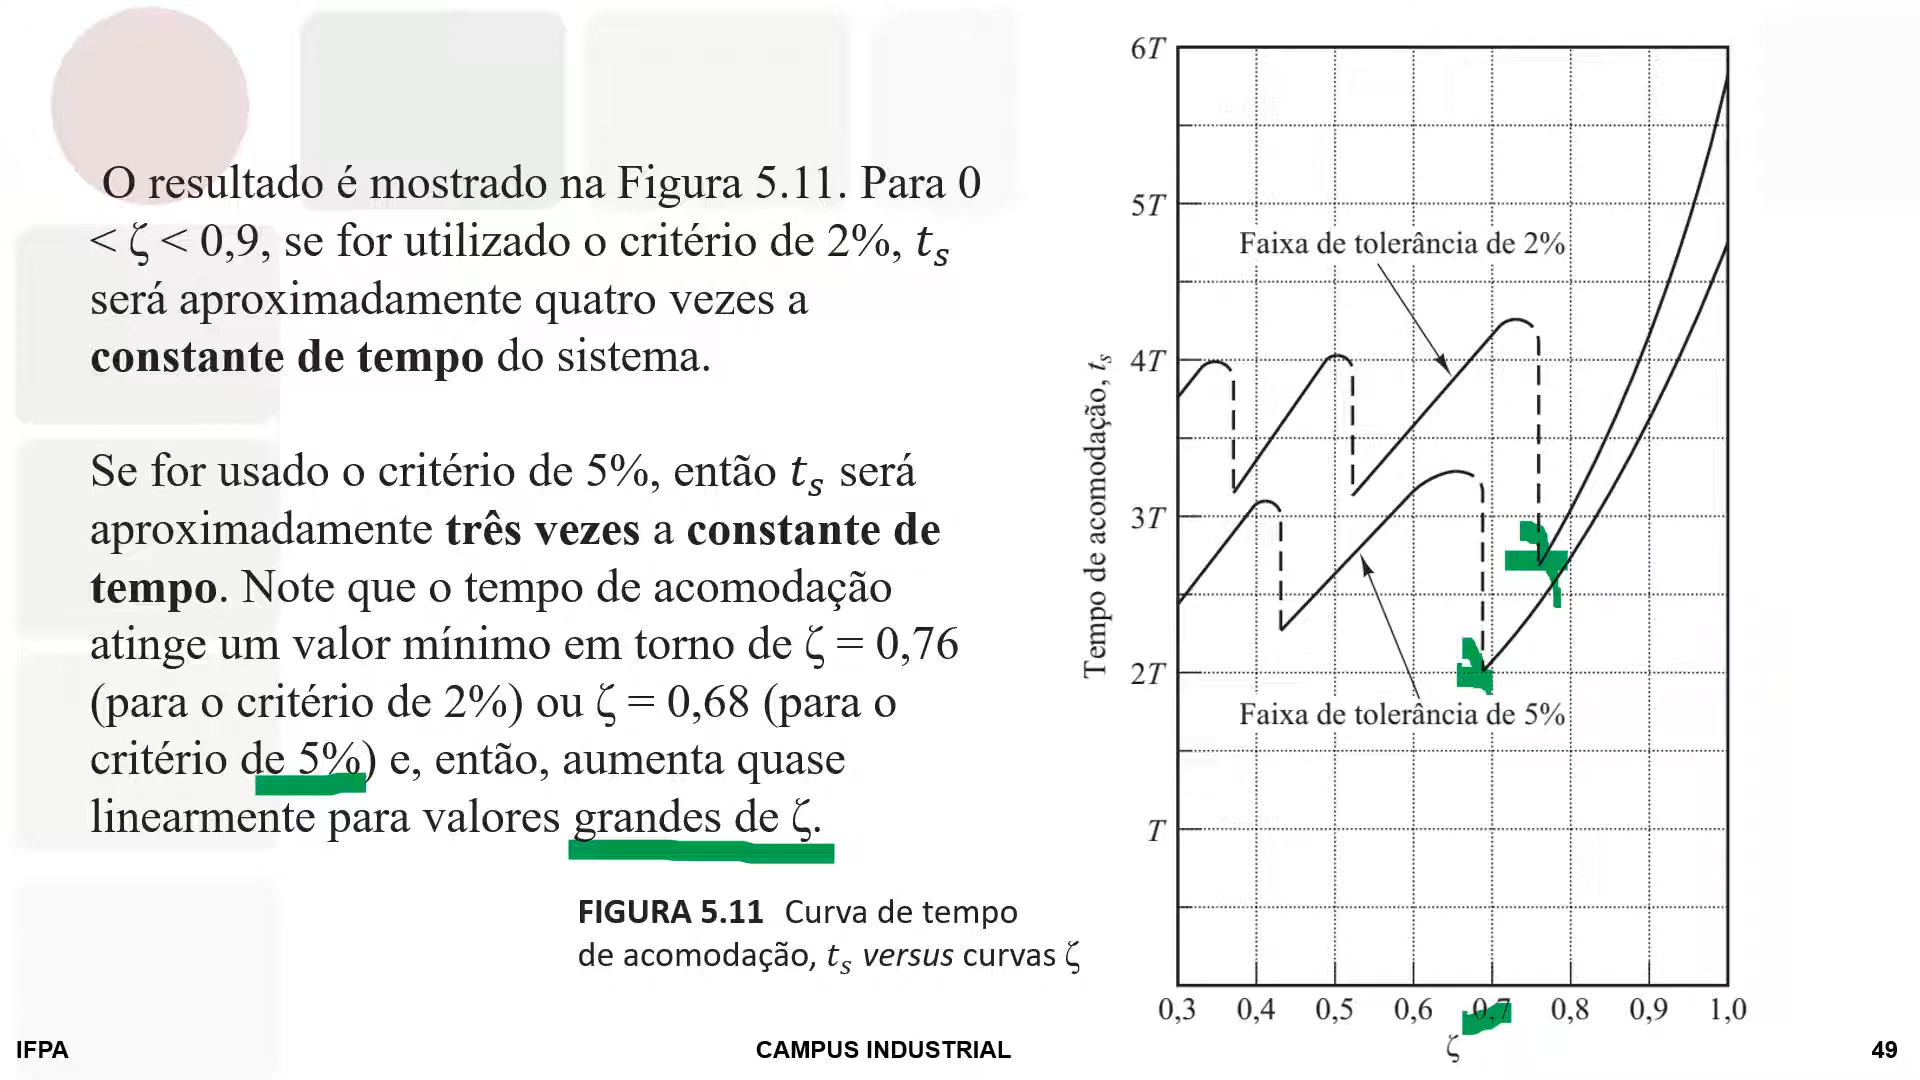 O resultado é mostrado na Figura 5.11. Para 0
< ζ < 0,9, se for utilizado o critério de 2%, tₛ
será aproximadamente quatro vezes a
constante de tempo do sistema.
Se for usado o critério de 5%, então tₛ será
aproximadamente três vezes a constante de
tempo. Note que o tempo de acomodação
atinge um valor mínimo em torno de ζ = 0,76
(para o critério de 2%) ou ζ = 0,68 (para o
critério de 5%) e, então, aumenta quase
linearmente para valores grandes de ζ.
FIGURA 5.11 Curva de tempo
de acomodação, tₛ versus curvas ζ
6T
5T
4T
3T
2T
T
Tempo de acomodação, tₛ
Faixa de tolerância de 2%
Faixa de tolerância de 5%
0,3 0,4 0,5 0,6 0,7 0,8 0,9 1,0
ζ
IFPA
CAMPUS INDUSTRIAL
49